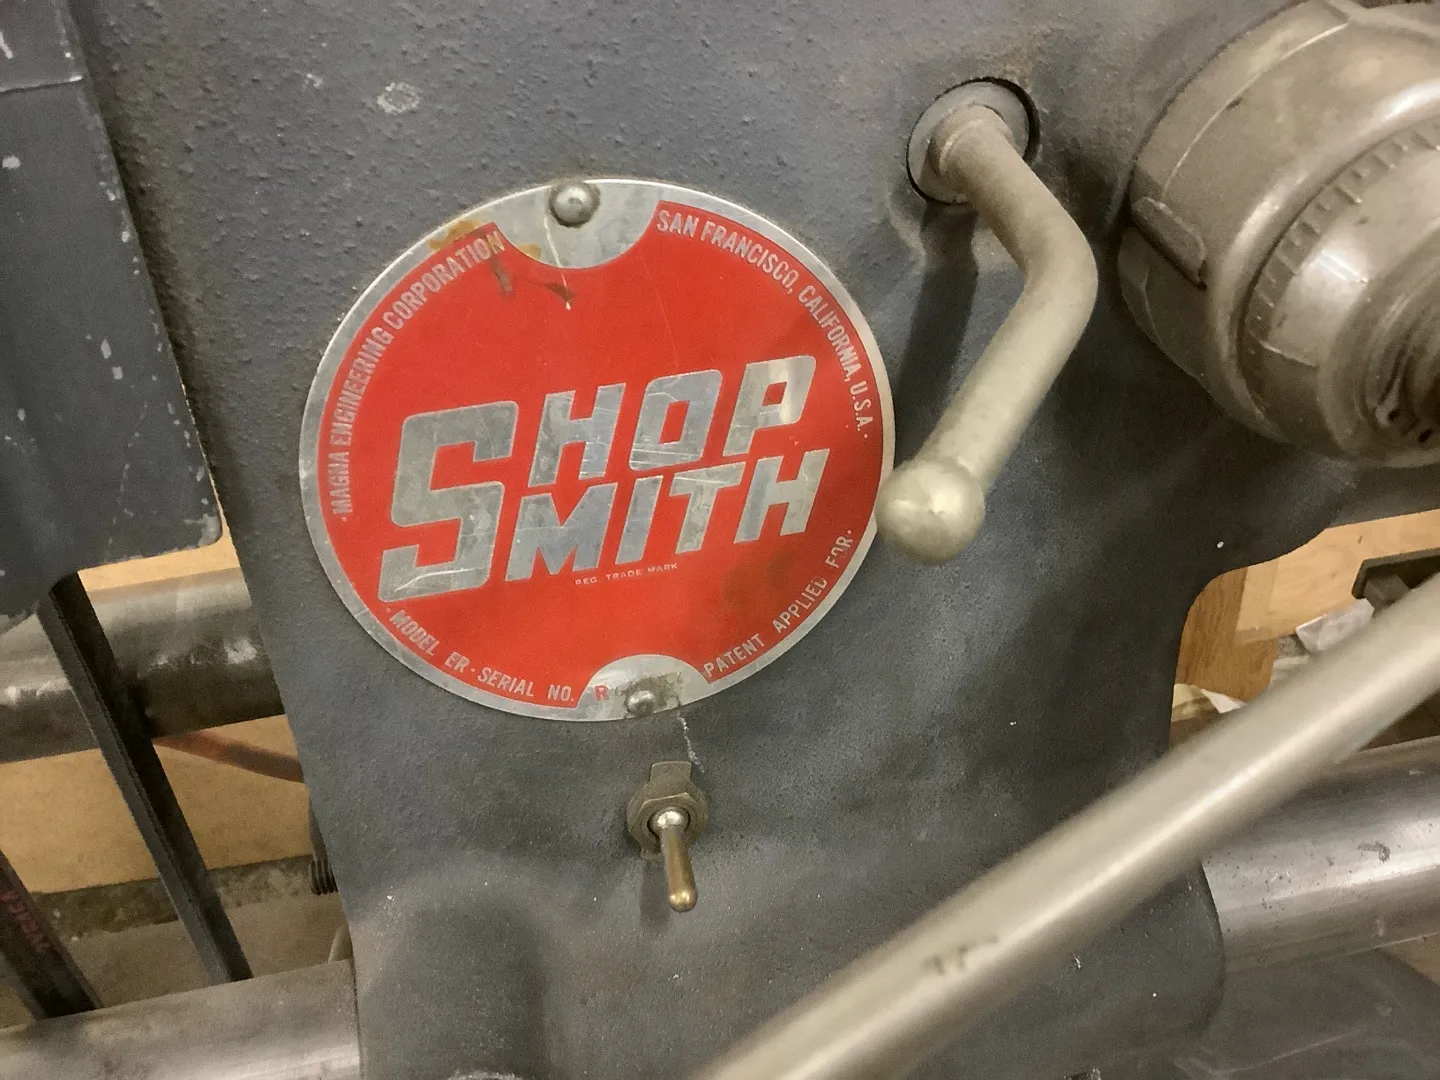 ·MAGNA ENGINEERING CORPORATION
SAN FRANCISCO, CALIFORNIA, U.S.A.·
SHOP
SMITH
REG. TRADE MARK
·MODEL ER·SERIAL NO. R
PATENT APPLIED FOR·